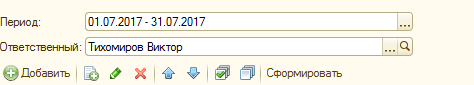 Период: 01.07.2017 - 31.07.2017 ...
Ответственный: Тихомиров Виктор ...
Добавить Сформировать